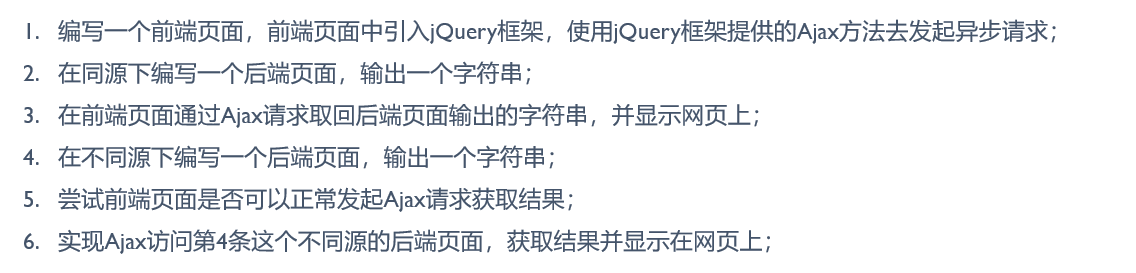 1. 编写一个前端页面，前端页面中引入jQuery框架，使用jQuery框架提供的Ajax方法去发起异步请求；
2. 在同源下编写一个后端页面，输出一个字符串；
3. 在前端页面通过Ajax请求取回后端页面输出的字符串，并显示网页上；
4. 在不同源下编写一个后端页面，输出一个字符串；
5. 尝试前端页面是否可以正常发起Ajax请求获取结果；
6. 实现Ajax访问第4条这个不同源的后端页面，获取结果并显示在网页上；